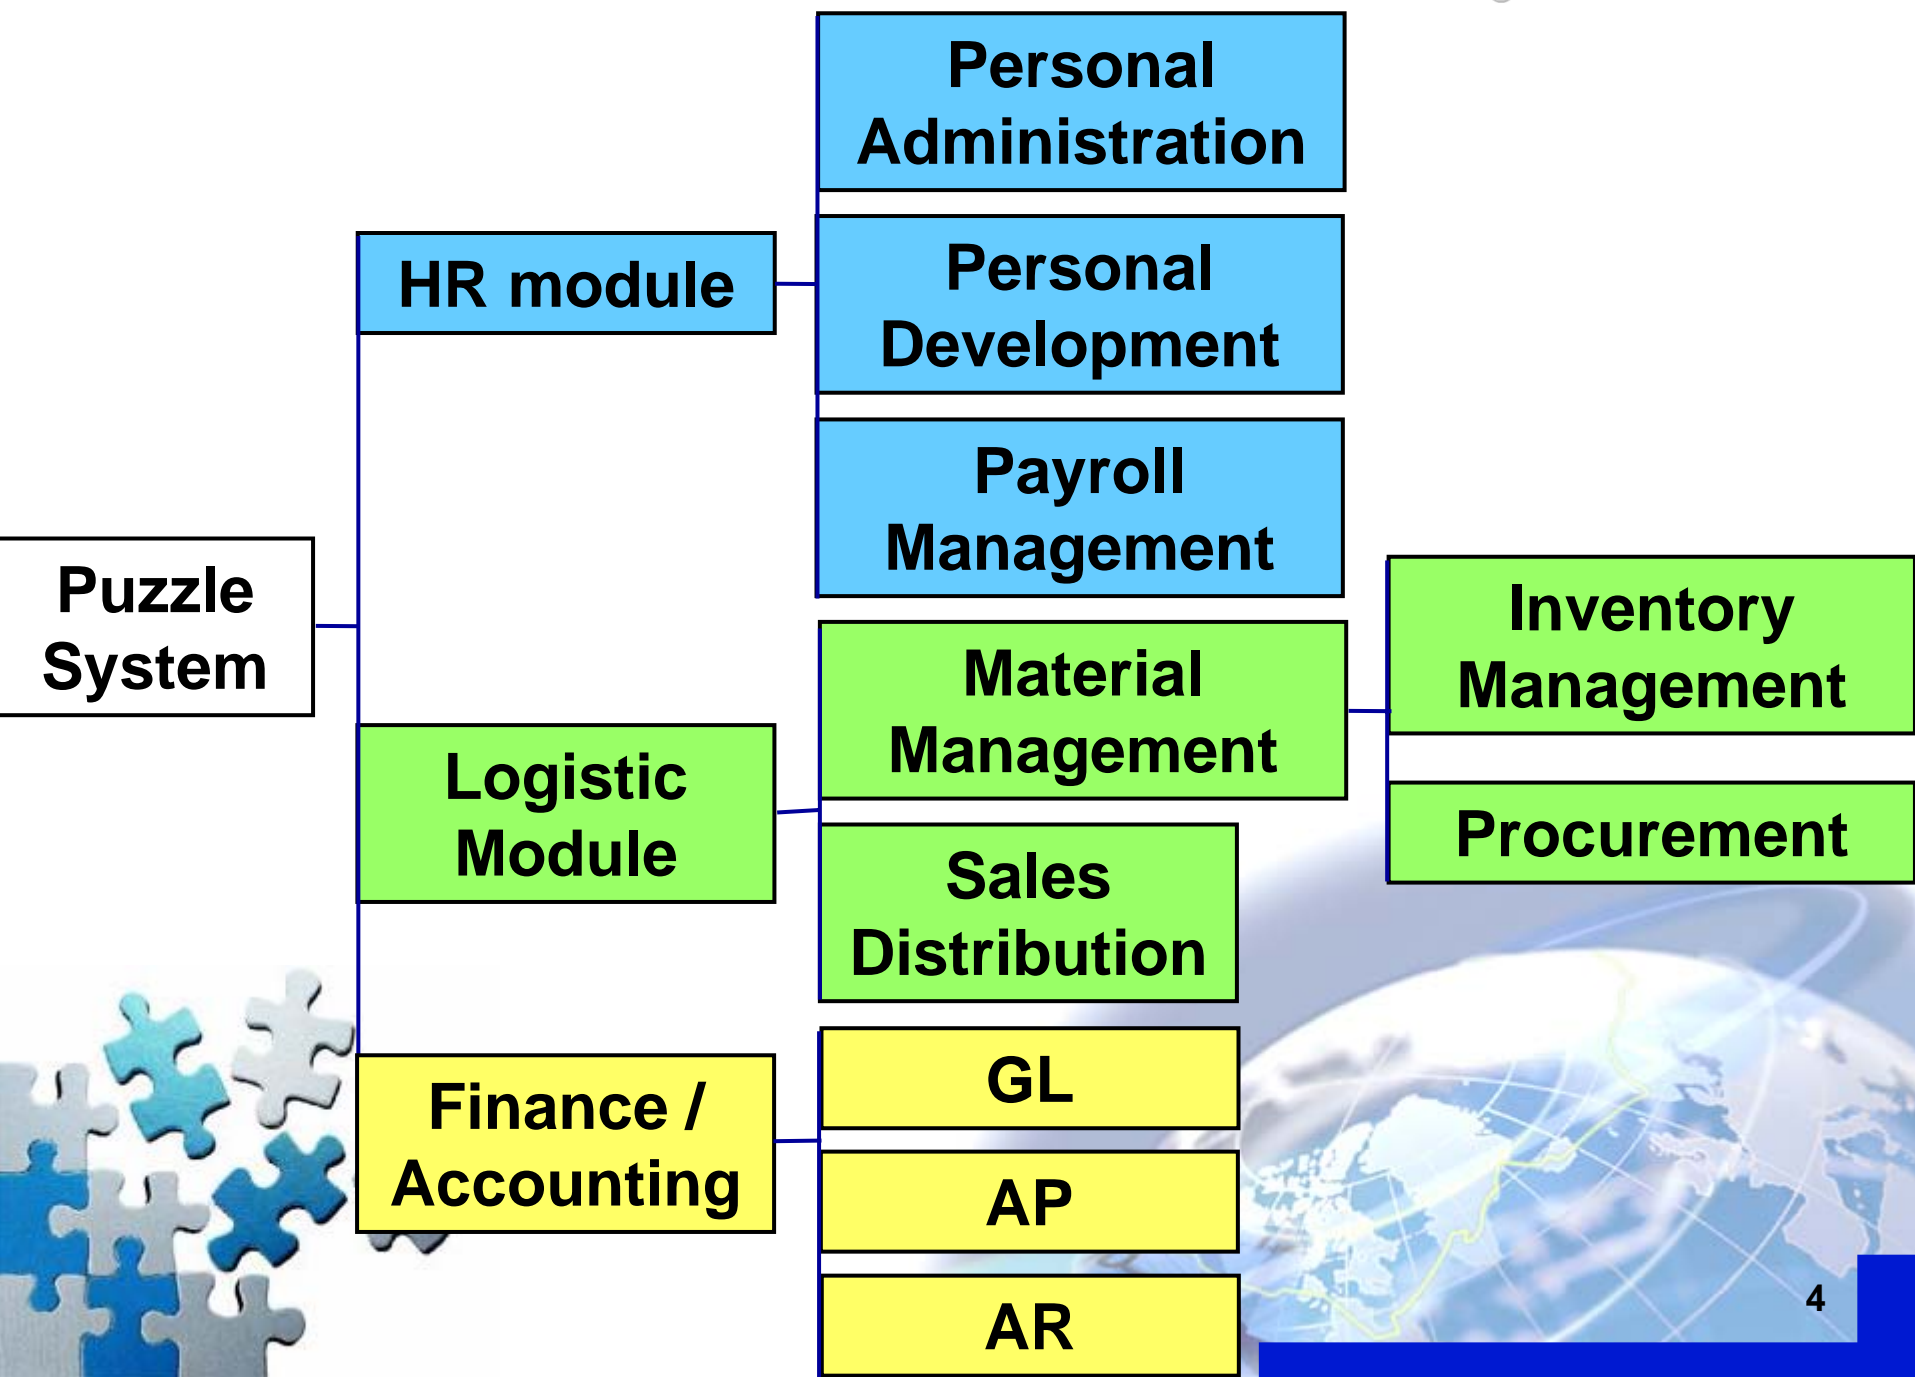 Personal
Administration
HR module
Personal
Development
Payroll
Management
Puzzle
System
Logistic
Module
Material
Management
Inventory
Management
Procurement
Sales
Distribution
Finance /
Accounting
GL
AP
AR
4